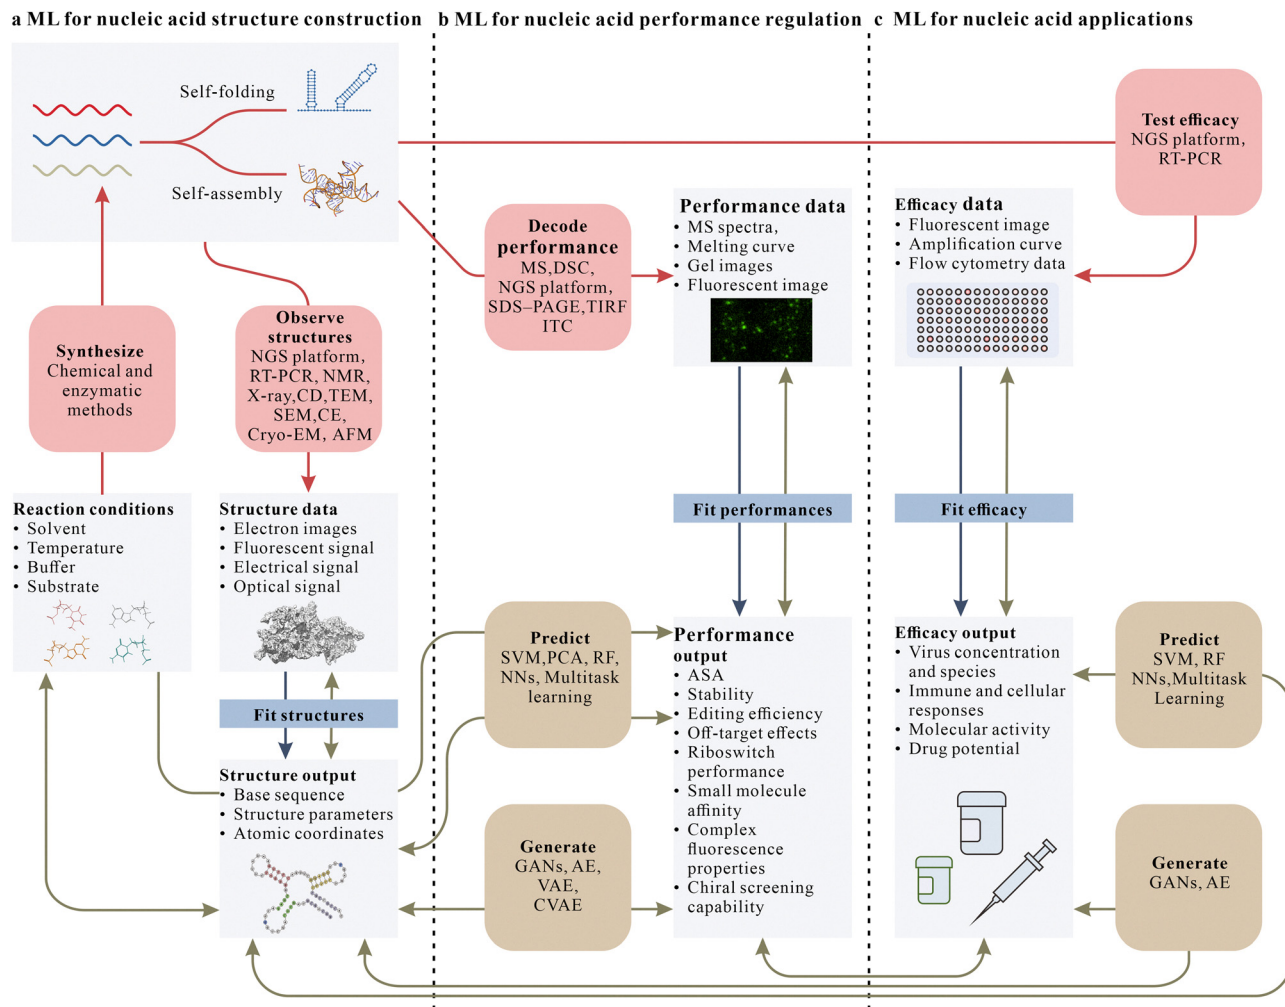 a ML for nucleic acid structure construction
Self-folding
Self-assembly
Synthesize
Chemical and
enzymatic
methods
Observe
structures
NGS platform,
RT-PCR, NMR,
X-ray,CD,TEM,
SEM,CE,
Cryo-EM, AFM
Reaction conditions
• Solvent
• Temperature
• Buffer
• Substrate
Structure data
• Electron images
• Fluorescent signal
• Electrical signal
• Optical signal
Fit structures
Structure output
• Base sequence
• Structure parameters
• Atomic coordinates
b ML for nucleic acid performance regulation
Decode
performance
MS,DSC,
NGS platform,
SDS–PAGE,TIRF
ITC
Performance data
• MS spectra,
• Melting curve
• Gel images
• Fluorescent image
Fit performances
Predict
SVM,PCA, RF,
NNs, Multitask
learning
Generate
GANs, AE,
VAE,
CVAE
Performance
output
• ASA
• Stability
• Editing efficiency
• Off-target effects
• Riboswitch
performance
• Small molecule
affinity
• Complex
fluorescence
properties
• Chiral screening
capability
c ML for nucleic acid applications
Test efficacy
NGS platform,
RT-PCR
Efficacy data
• Fluorescent image
• Amplification curve
• Flow cytometry data
Fit efficacy
Efficacy output
• Virus concentration
and species
• Immune and cellular
responses
• Molecular activity
• Drug potential
Predict
SVM, RF
NNs,Multitask
Learning
Generate
GANs, AE